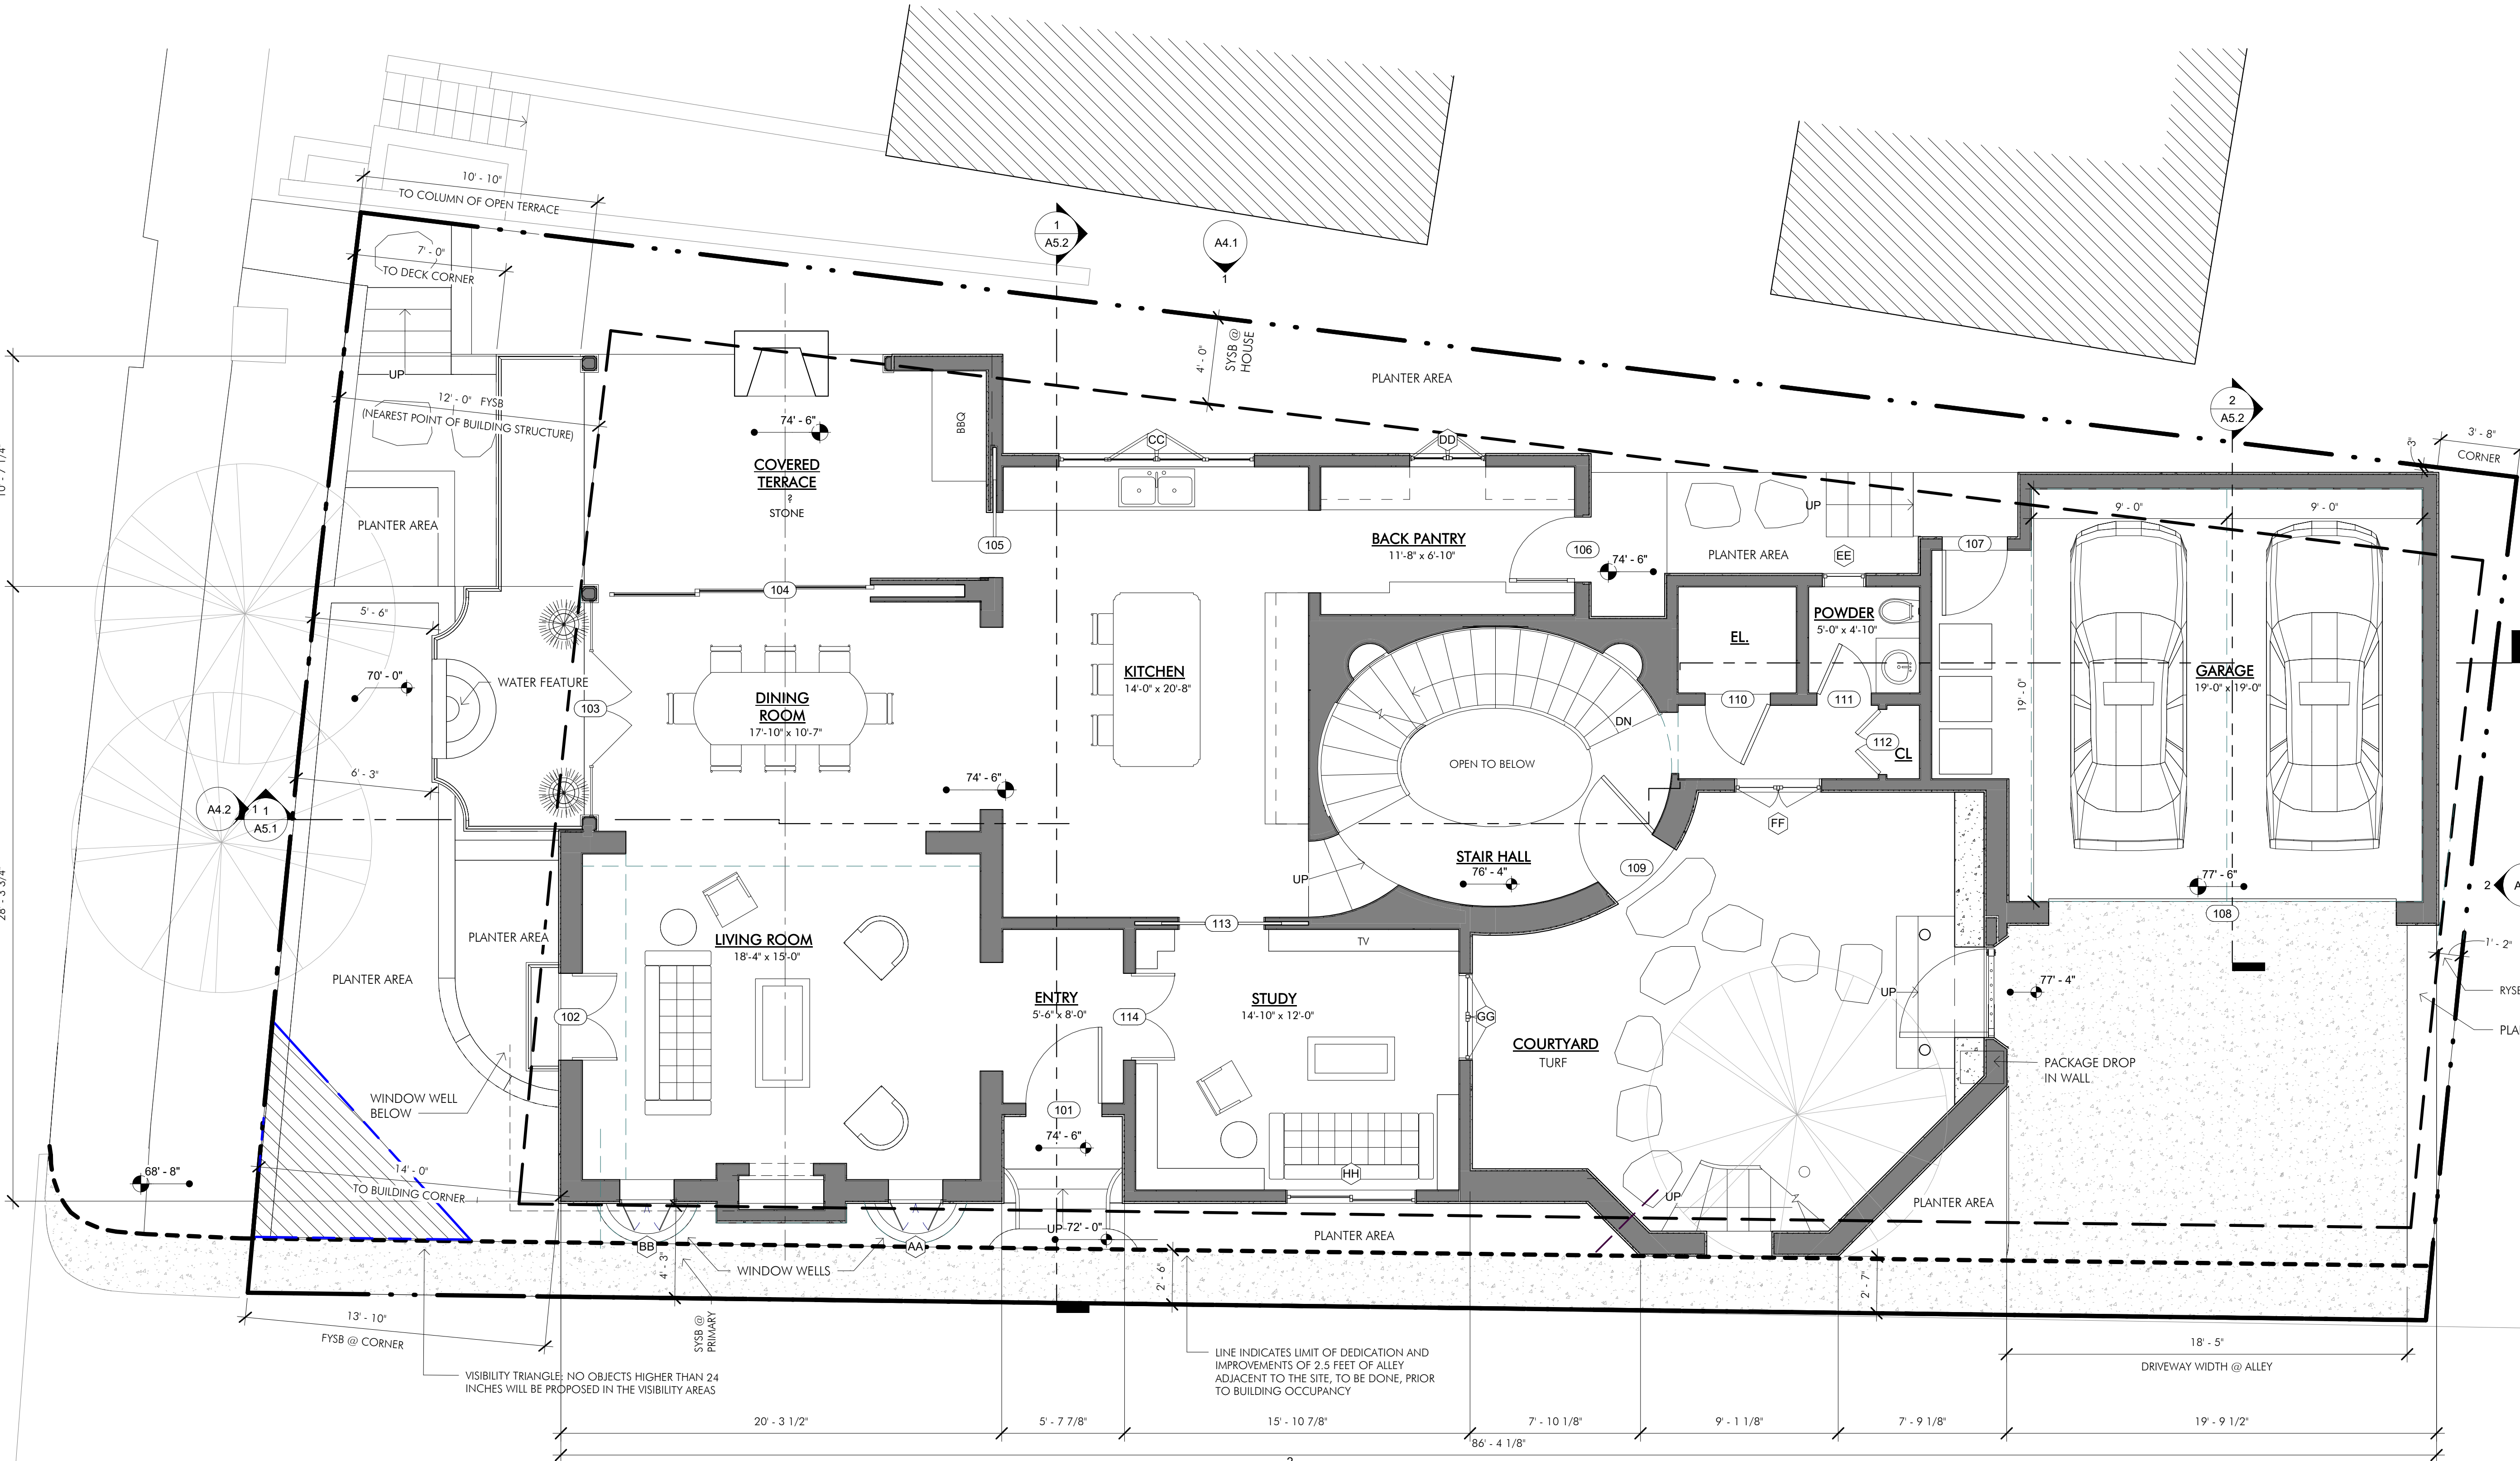 10' - 10"
TO COLUMN OF OPEN TERRACE
7' - 0"
TO DECK CORNER
1
A5.2
A4.1
1
4' - 0"
SYSB @
HOUSE
PLANTER AREA
UP
12' - 0" FYSB
(NEAREST POINT OF BUILDING STRUCTURE)
74' - 6"
COVERED
TERRACE
?
STONE
BBQ
CC
DD
2
A5.2
3"
3' - 8"
CORNER
10' - 7 1/4"
PLANTER AREA
105
BACK PANTRY
11'-8" x 6'-10"
106
74' - 6"
UP
PLANTER AREA
EE
107
9' - 0"
9' - 0"
104
5' - 6"
70' - 0"
WATER FEATURE
103
DINING
ROOM
17'-10" x 10'-7"
KITCHEN
14'-0" x 20'-8"
EL.
POWDER
5'-0" x 4'-10"
GARAGE
19'-0" x 19'-0"
19' - 0"
DN
110
111
112
CL
6' - 3"
74' - 6"
OPEN TO BELOW
A4.2
1
1
A5.1
FF
28' - 3 3/4"
STAIR HALL
76' - 4"
UP
109
77' - 6"
108
2
A
PLANTER AREA
LIVING ROOM
18'-4" x 15'-0"
113
TV
1' - 2"
PLANTER AREA
102
ENTRY
5'-6" x 8'-0"
114
STUDY
14'-10" x 12'-0"
GG
COURTYARD
TURF
UP
77' - 4"
RYSB
PLA
PACKAGE DROP
IN WALL
WINDOW WELL
BELOW
101
74' - 6"
68' - 8"
14' - 0"
TO BUILDING CORNER
HH
UP
PLANTER AREA
BB
AA
UP
72' - 0"
PLANTER AREA
WINDOW WELLS
4' - 3"
SYSB @
PRIMARY
2' - 6"
2' - 7"
13' - 10"
FYSB @ CORNER
18' - 5"
DRIVEWAY WIDTH @ ALLEY
VISIBILITY TRIANGLE: NO OBJECTS HIGHER THAN 24
INCHES WILL BE PROPOSED IN THE VISIBILITY AREAS
LINE INDICATES LIMIT OF DEDICATION AND
IMPROVEMENTS OF 2.5 FEET OF ALLEY
ADJACENT TO THE SITE, TO BE DONE, PRIOR
TO BUILDING OCCUPANCY
20' - 3 1/2"
5' - 7 7/8"
15' - 10 7/8"
7' - 10 1/8"
9' - 1 1/8"
7' - 9 1/8"
19' - 9 1/2"
86' - 4 1/8"